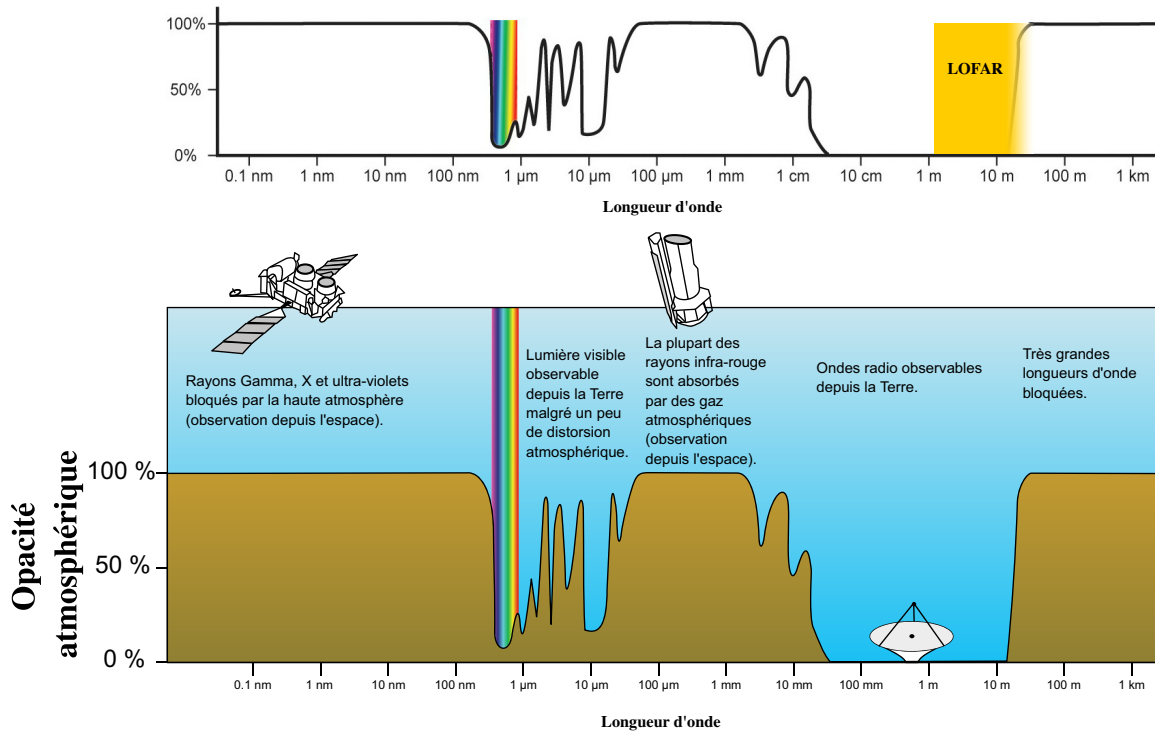 100%
50%
0%
LOFAR
0.1 nm 1 nm 10 nm 100 nm 1 µm 10 µm 100 µm 1 mm 1 cm 10 cm 1 m 10 m 100 m 1 km
Longueur d'onde
Rayons Gamma, X et ultra-violets
bloqués par la haute atmosphère
(observation depuis l'espace).
Lumière visible
observable
depuis la Terre
malgré un peu
de distorsion
atmosphérique.
La plupart des
rayons infra-rouge
sont absorbés
par des gaz
atmosphériques
(observation
depuis l'espace).
Ondes radio observables
depuis la Terre.
Très grandes
longueurs d'onde
bloquées.
Opacité
atmosphérique
100 %
50 %
0 %
0.1 nm 1 nm 10 nm 100 nm 1 µm 10 µm 100 µm 1 mm 10 mm 100 mm 1 m 10 m 100 m 1 km
Longueur d'onde